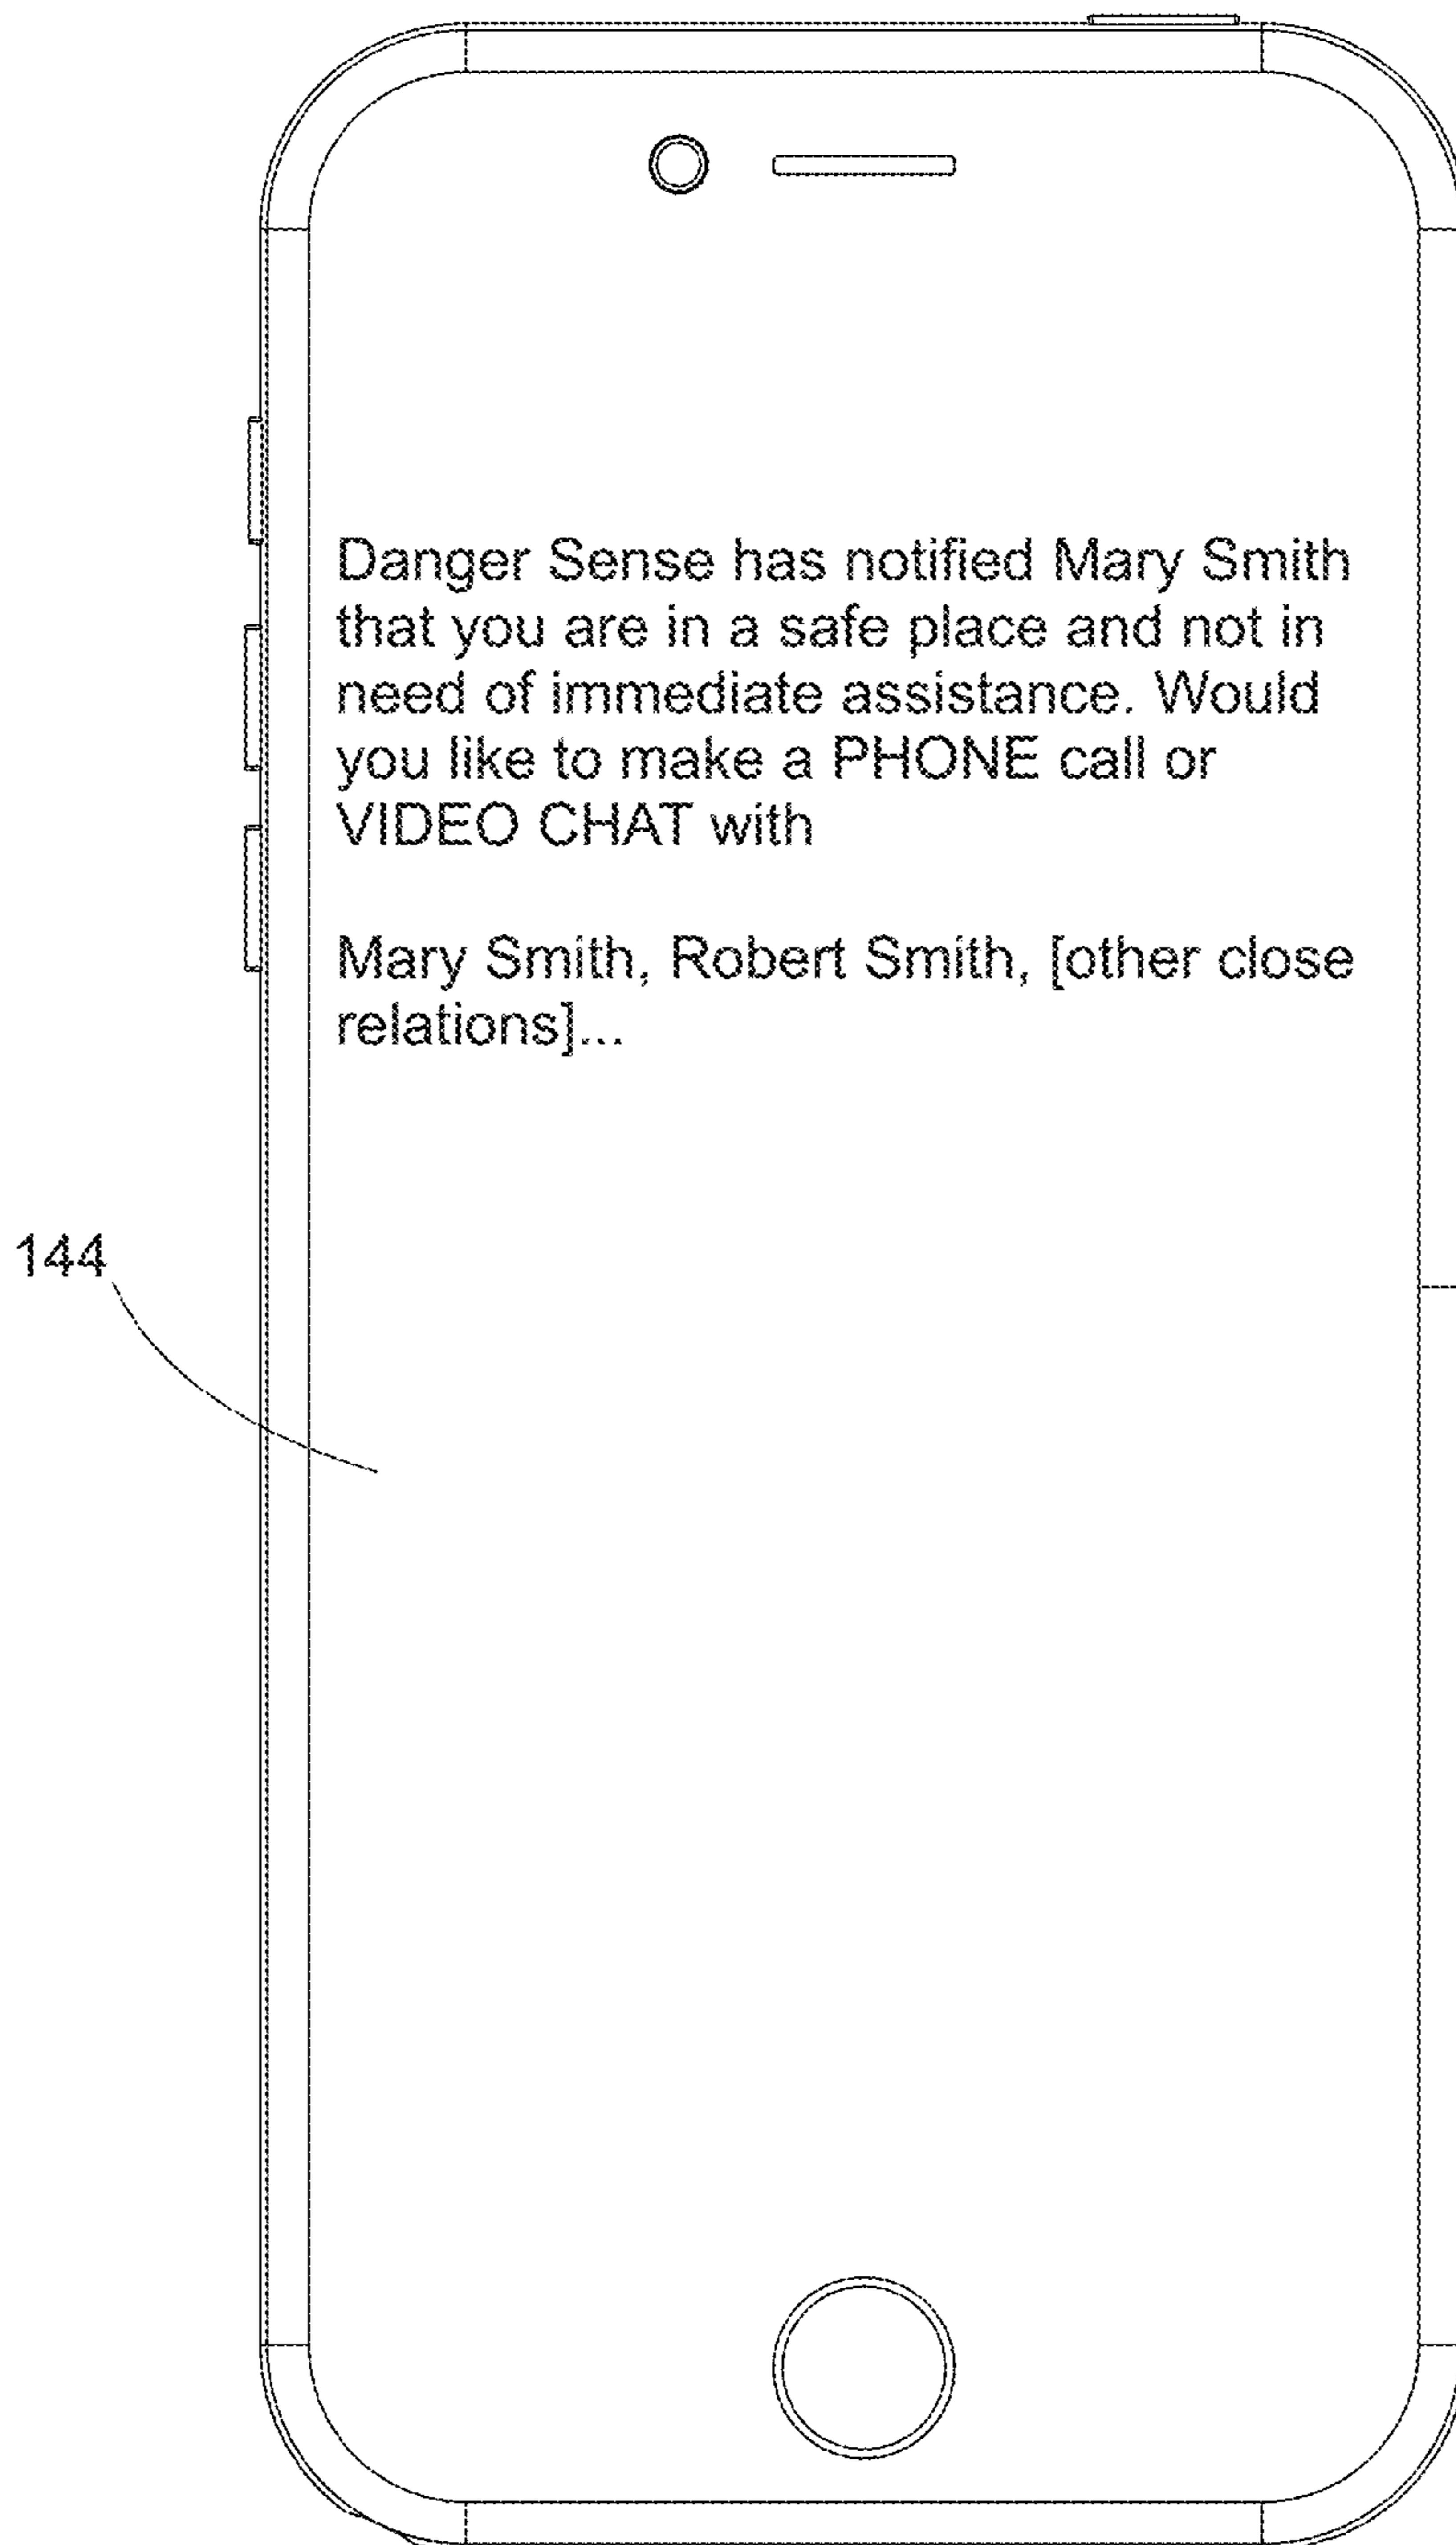 Danger Sense has notified Mary Smith
that you are in a safe place and not in
need of immediate assistance. Would
you like to make a PHONE call or
VIDEO CHAT with
Mary Smith, Robert Smith, [other close
relations]...
144